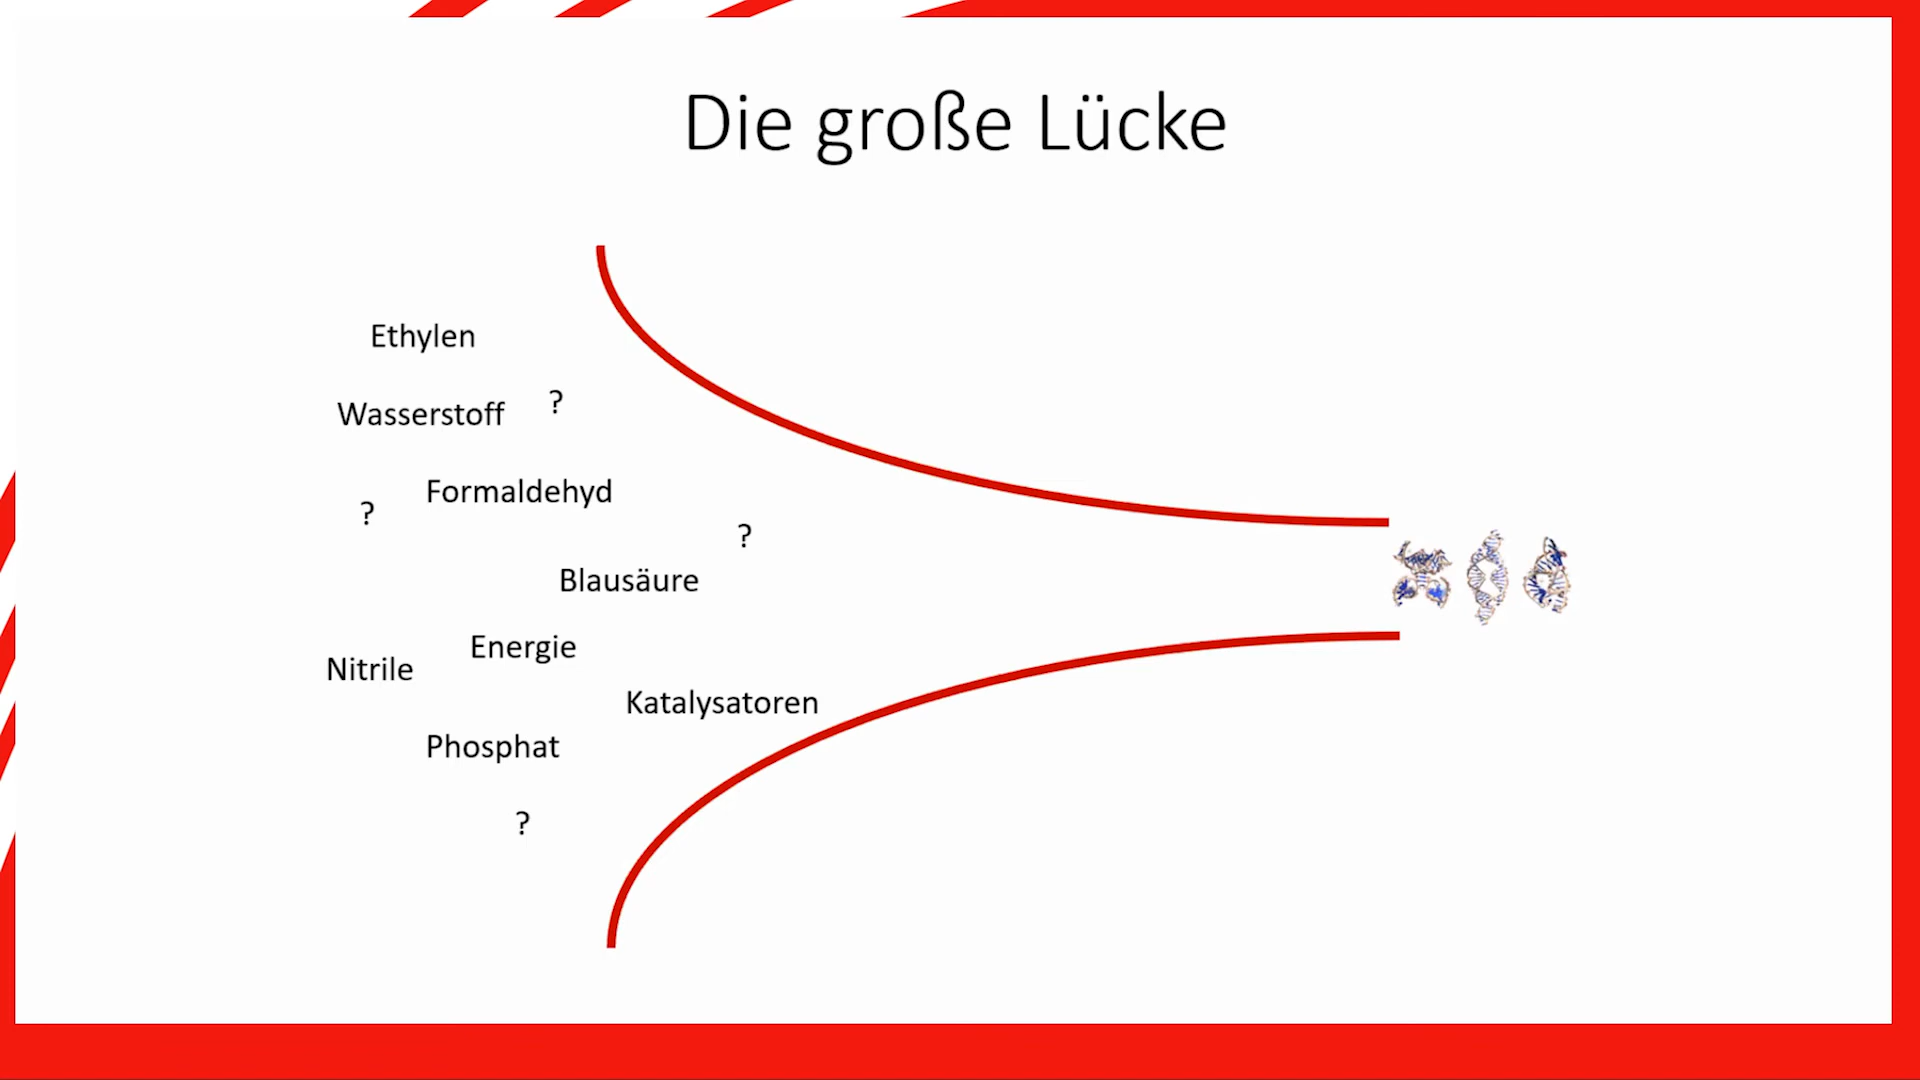 Die große Lücke
Ethylen
?
Wasserstoff
Formaldehyd
?
?
Blausäure
Energie
Nitrile
Katalysatoren
Phosphat
?